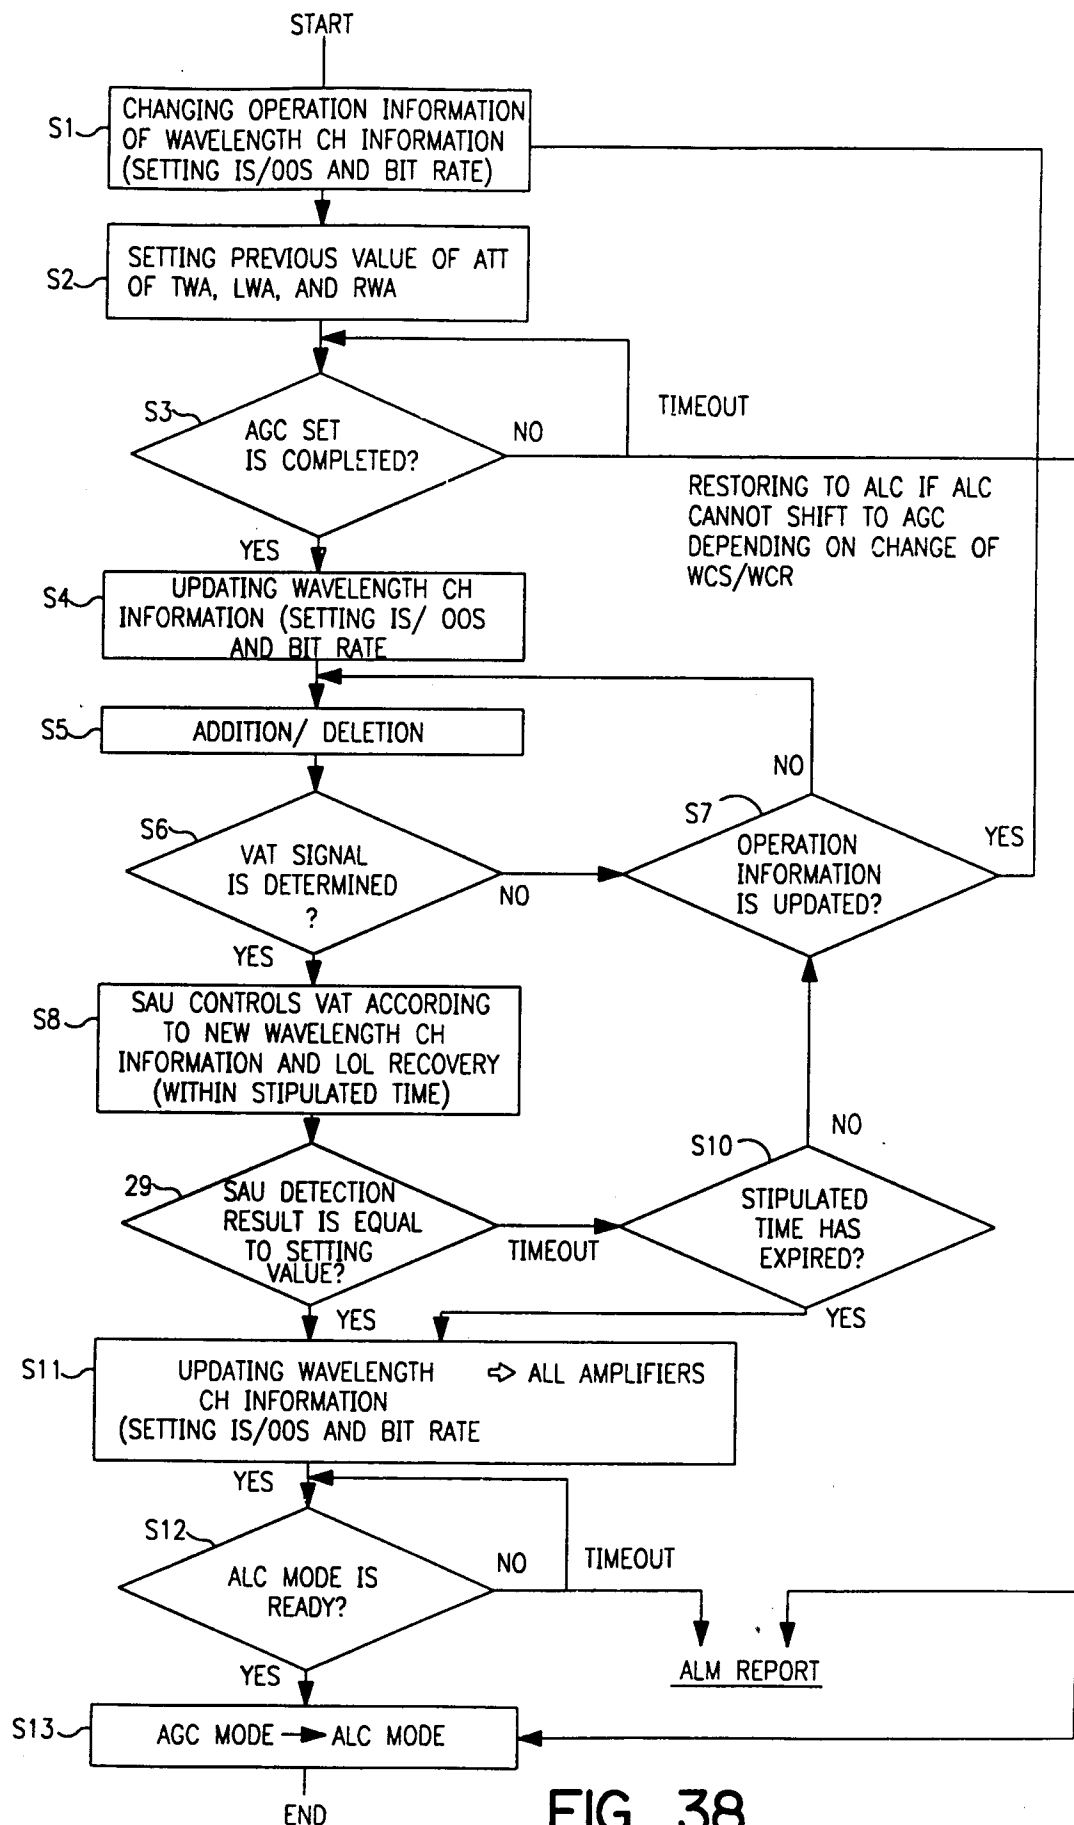 START
S1
CHANGING OPERATION INFORMATION
OF WAVELENGTH CH INFORMATION
(SETTING IS/OOS AND BIT RATE)
S2
SETTING PREVIOUS VALUE OF ATT
OF TWA, LWA, AND RWA
S3
AGC SET
IS COMPLETED?
NO
TIMEOUT
RESTORING TO ALC IF ALC
CANNOT SHIFT TO AGC
DEPENDING ON CHANGE OF
WCS/WCR
YES
S4
UPDATING WAVELENGTH CH
INFORMATION (SETTING IS/ OOS
AND BIT RATE
S5
ADDITION/ DELETION
NO
S6
VAT SIGNAL
IS DETERMINED
?
NO
S7
OPERATION
INFORMATION
IS UPDATED?
YES
YES
S8
SAU CONTROLS VAT ACCORDING
TO NEW WAVELENGTH CH
INFORMATION AND LOL RECOVERY
(WITHIN STIPULATED TIME)
NO
29
SAU DETECTION
RESULT IS EQUAL
TO SETTING
VALUE?
TIMEOUT
S10
STIPULATED
TIME HAS
EXPIRED?
YES
YES
S11
UPDATING WAVELENGTH ⇨ ALL AMPLIFIERS
CH INFORMATION
(SETTING IS/OOS AND BIT RATE
YES
S12
ALC MODE IS
READY?
NO
TIMEOUT
ALM REPORT
YES
S13
AGC MODE → ALC MODE
END
FIG. 38